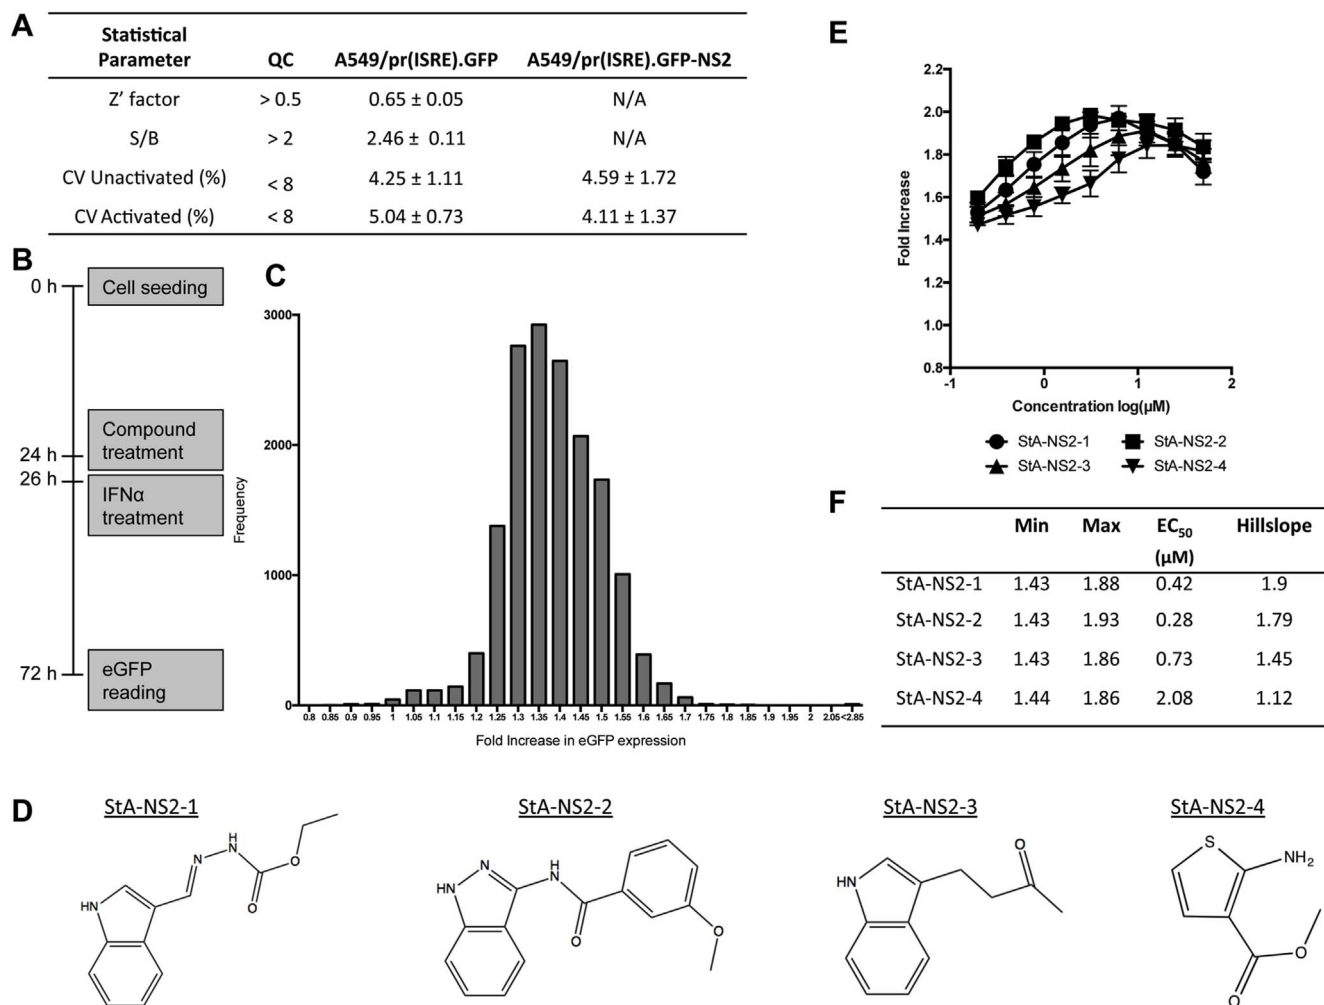 A
Statistical Parameter QC A549/pr(ISRE).GFP A549/pr(ISRE).GFP-NS2
Z' factor > 0.5 0.65 ± 0.05 N/A
S/B > 2 2.46 ± 0.11 N/A
CV Unactivated (%) < 8 4.25 ± 1.11 4.59 ± 1.72
CV Activated (%) < 8 5.04 ± 0.73 4.11 ± 1.37
B
0 h Cell seeding
24 h Compound treatment
26 h IFNα treatment
72 h eGFP reading
C
Frequency
3000
2000
1000
0
0.8 0.85 0.9 0.95 1 1.05 1.1 1.15 1.2 1.25 1.3 1.35 1.4 1.45 1.5 1.55 1.6 1.65 1.7 1.75 1.8 1.85 1.9 1.95 2 2.05 <2.85
Fold Increase in eGFP expression
D
StA-NS2-1 StA-NS2-2 StA-NS2-3 StA-NS2-4
HN N H N O O
HN N H N O O
HN O
S NH2 O O
E
Fold Increase
2.2
2.0
1.8
1.6
1.4
1.2
1.0
0.8
-1 0 1 2
Concentration log(μM)
StA-NS2-1 StA-NS2-2
StA-NS2-3 StA-NS2-4
F
Min Max EC50 (μM) Hillslope
StA-NS2-1 1.43 1.88 0.42 1.9
StA-NS2-2 1.43 1.93 0.28 1.79
StA-NS2-3 1.43 1.86 0.73 1.45
StA-NS2-4 1.44 1.86 2.08 1.12